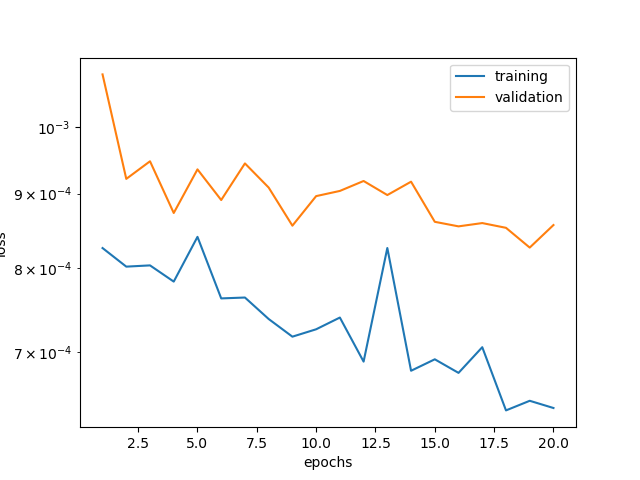 training
validation
10⁻³
9 × 10⁻⁴
8 × 10⁻⁴
7 × 10⁻⁴
loss
2.5 5.0 7.5 10.0 12.5 15.0 17.5 20.0
epochs